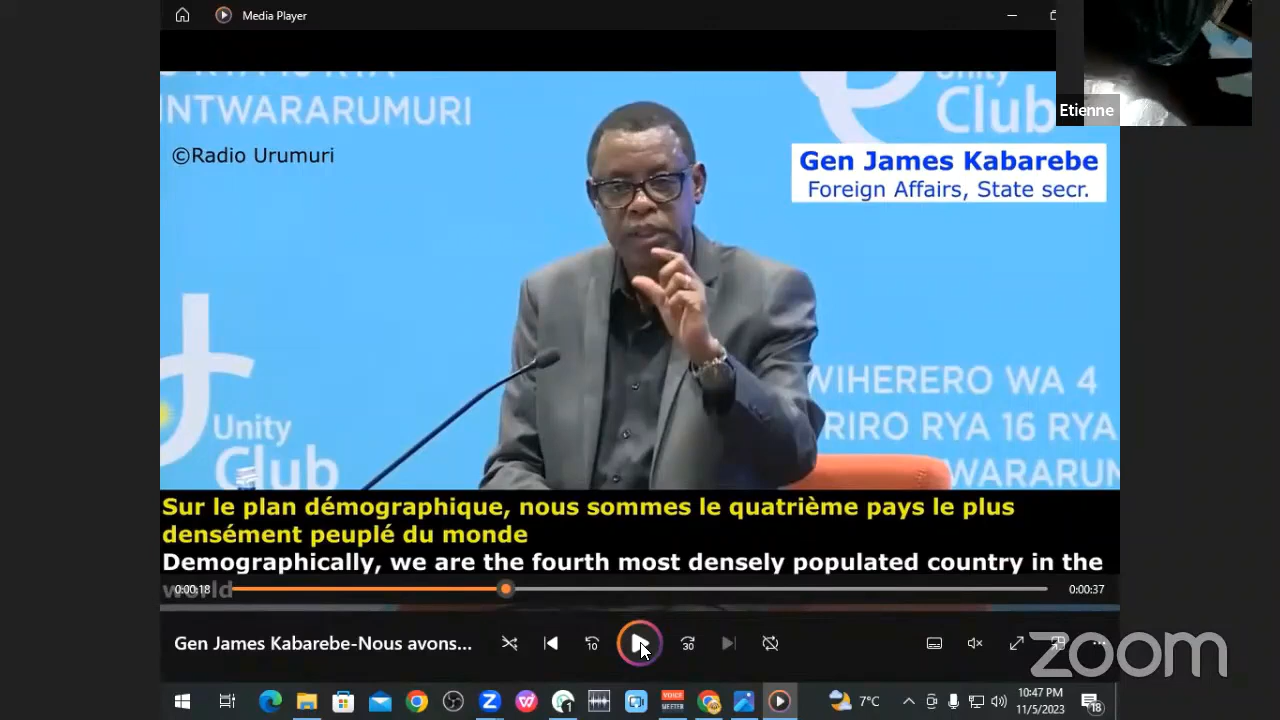 Media Player
INTWARARUMURI
Unity
Club
Etienne
©Radio Urumuri
Gen James Kabarebe
Foreign Affairs, State secr.
WIHERERO WA 4
RIRO RYA 16 RYA
WARARUM
Unity
Club
Sur le plan démographique, nous sommes le quatrième pays le plus
densément peuplé du monde
Demographically, we are the fourth most densely populated country in the
world
0:00:18
0:00:37
Gen James Kabarebe-Nous avons...
10
30
zoom
7°C
10:47 PM
11/5/2023
18